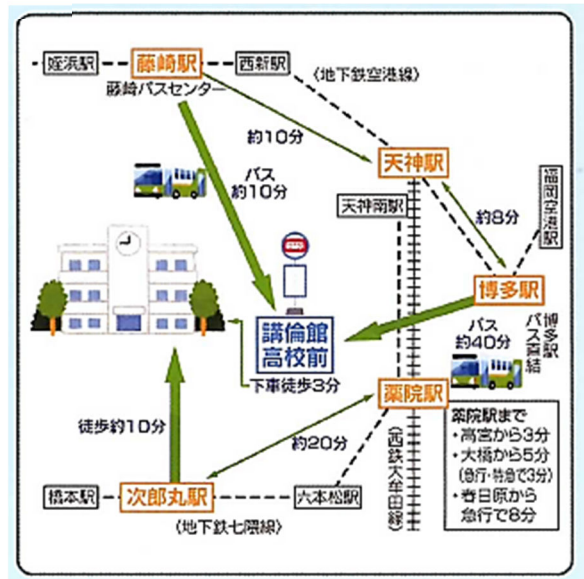 姪浜駅
藤崎駅
西新駅
〈地下鉄空港線〉
藤崎バスセンター
約10分
天神駅
バス
約10分
天神南駅
福岡空港駅
約8分
博多駅
講倫館
高校前
バス
約40分
博多駅
バス直結
下車徒歩3分
薬院駅
徒歩約10分
約20分
薬院駅まで
・高宮から3分
・大橋から5分
(急行・特急で3分)
・春日原から
急行で8分
〈西鉄大牟田線〉
橋本駅
次郎丸駅
六本松駅
〈地下鉄七隈線〉